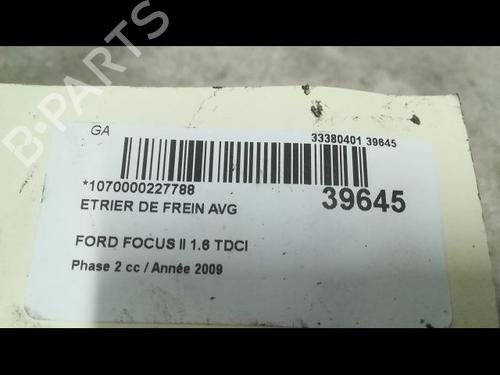 B-PARTS
GA
33380401 39645
*1070000227788
39645
ETRIER DE FREIN AVG
FORD FOCUS II 1.6 TDCI
Phase 2 cc / Année 2009